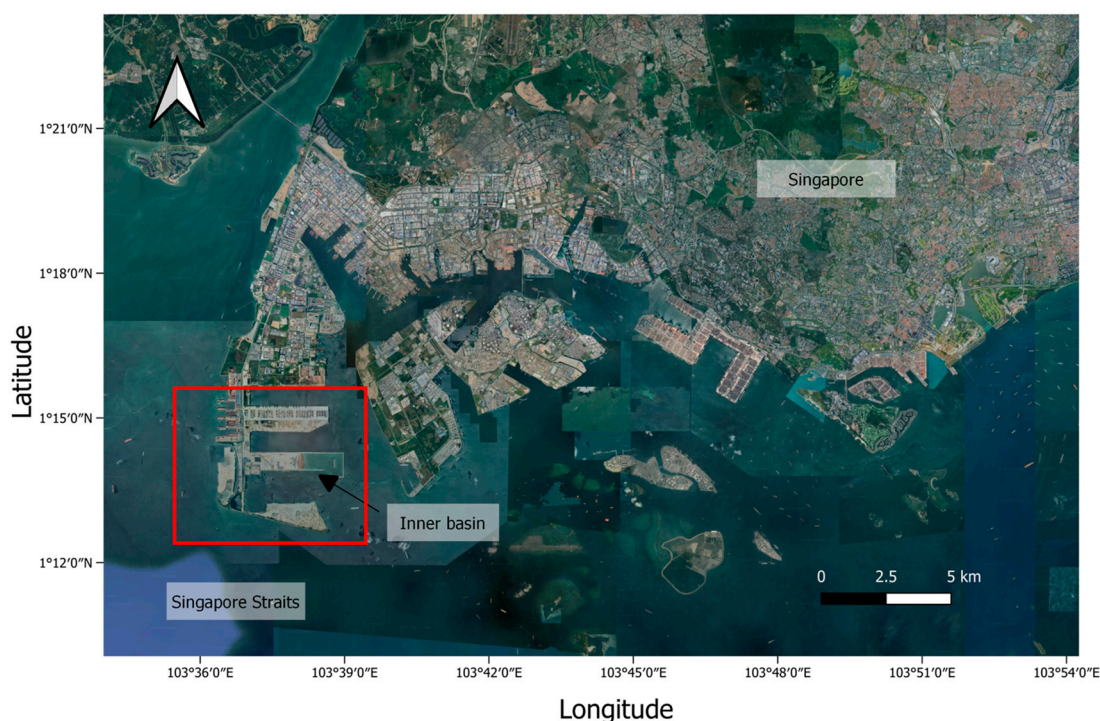 1°21′0″N
Singapore
1°18′0″N
Latitude
1°15′0″N
Inner basin
1°12′0″N
0 2.5 5 km
Singapore Straits
103°36′0″E 103°39′0″E 103°42′0″E 103°45′0″E 103°48′0″E 103°51′0″E 103°54′0″E
Longitude